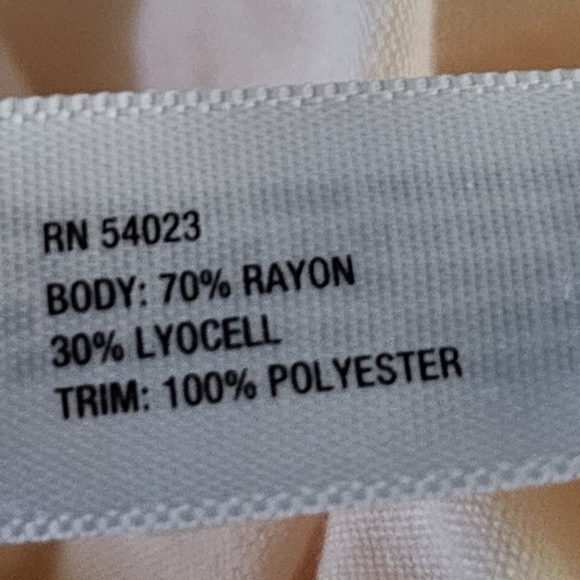 RN 54023
BODY: 70% RAYON
30% LYOCELL
TRIM: 100% POLYESTER